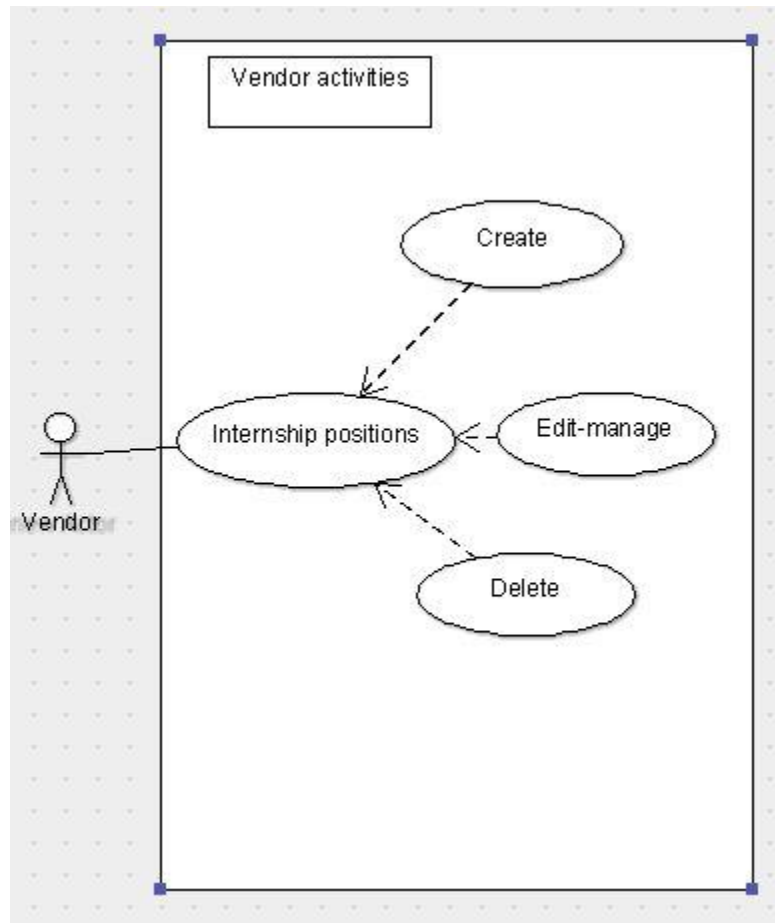 Vendor activities
Create
Internship positions
Edit-manage
Delete
Vendor